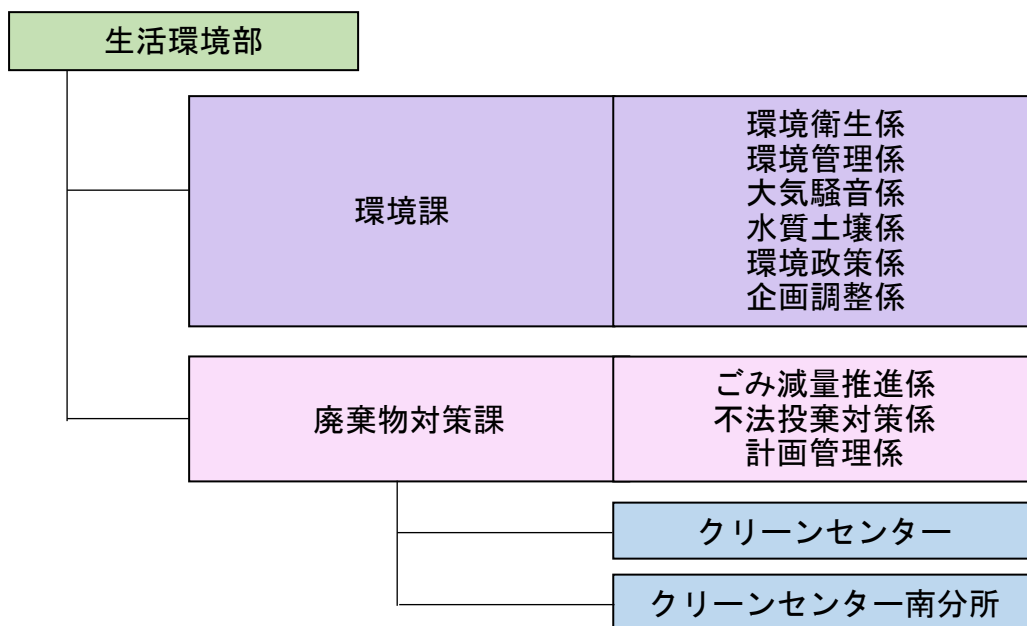 生活環境部
環境課
環境衛生係
環境管理係
大気騒音係
水質土壌係
環境政策係
企画調整係
廃棄物対策課
ごみ減量推進係
不法投棄対策係
計画管理係
クリーンセンター
クリーンセンター南分所